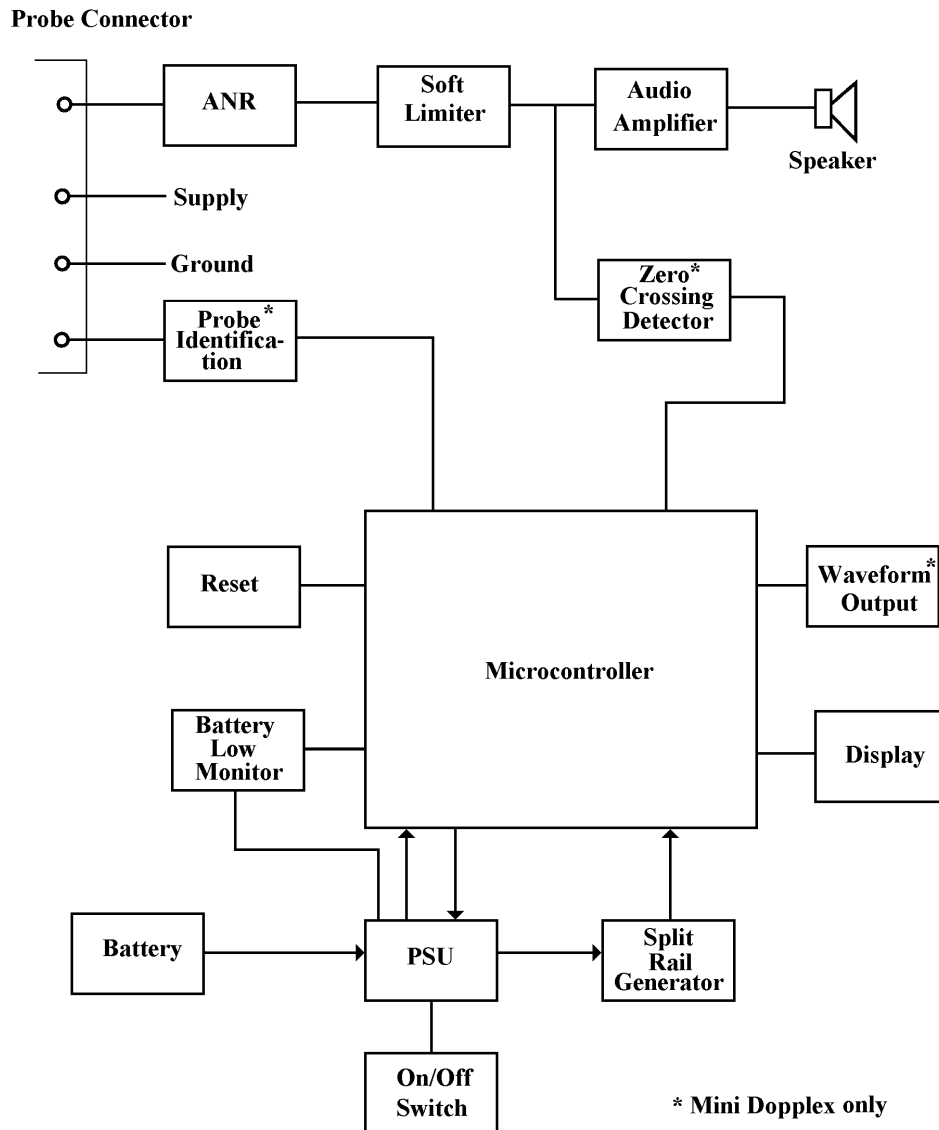 Probe Connector
ANR
Soft
Limiter
Audio
Amplifier
Speaker
Supply
Ground
Probe*
Identifica-
tion
Zero*
Crossing
Detector
Reset
Microcontroller
Waveform*
Output
Battery
Low
Monitor
Display
Battery
PSU
Split
Rail
Generator
On/Off
Switch
* Mini Dopplex only